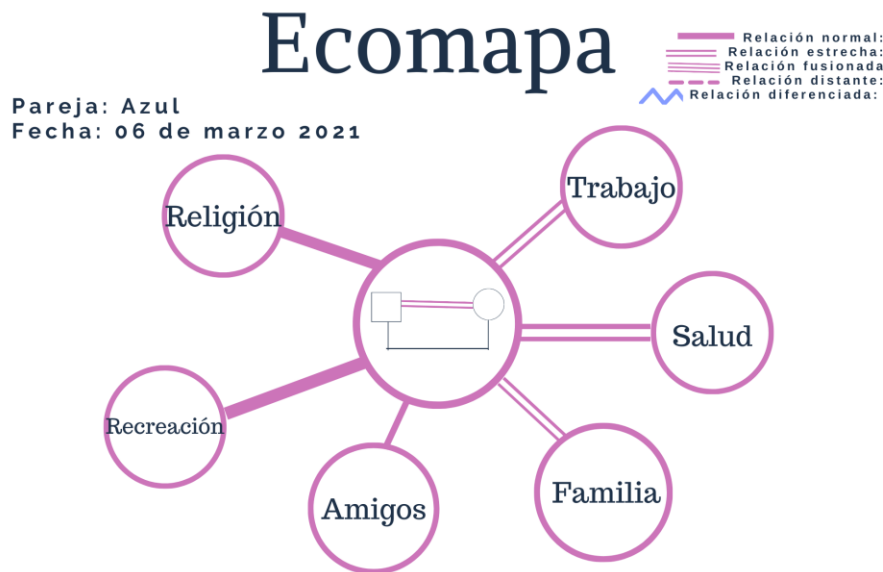 Ecomapa
Relación normal:
Relación estrecha:
Relación fusionada
Relación distante:
Relación diferenciada:
Pareja: Azul
Fecha: 06 de marzo 2021
Religión
Trabajo
Salud
Recreación
Amigos
Familia